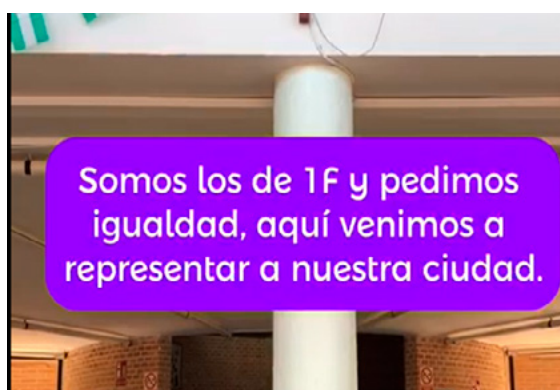 Somos los de 1F y pedimos
igualdad, aquí venimos a
representar a nuestra ciudad.